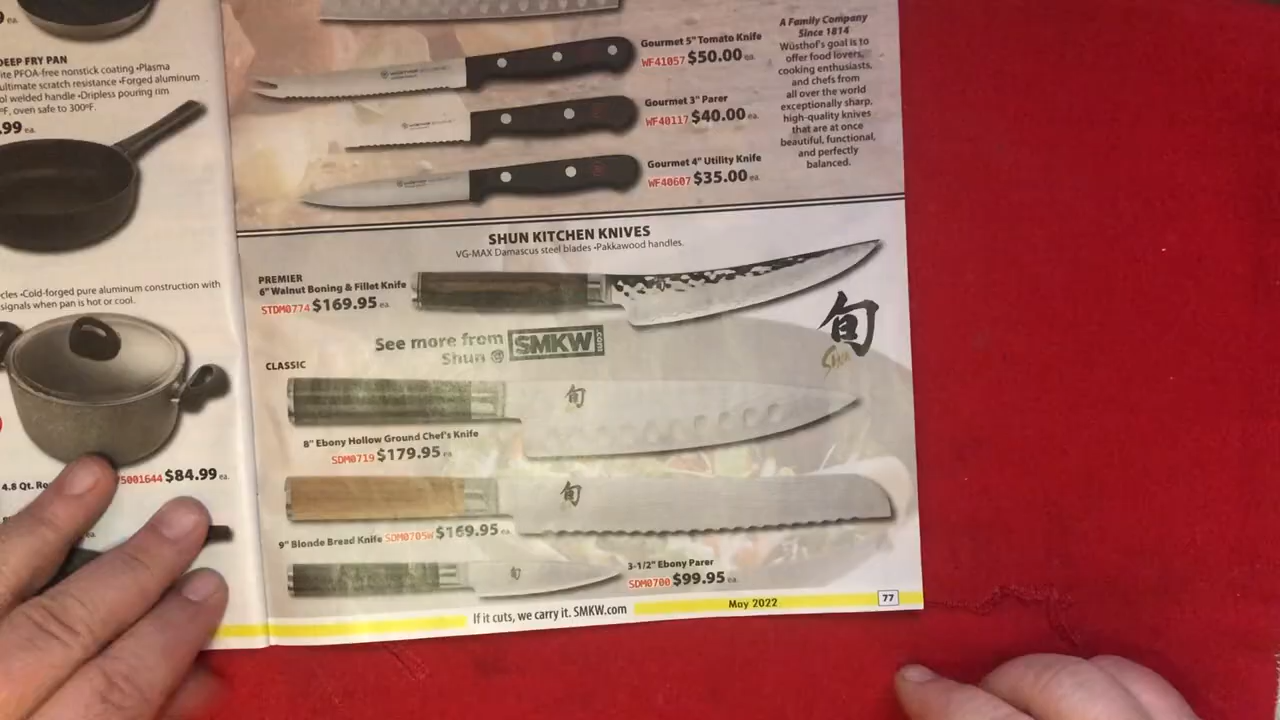 DEEP FRY PAN
PFOA-free nonstick coating •Plasma
ultimate scratch resistance •Forged aluminum
welded handle •Dripless pouring rim
oven safe to 300°F.
.99 ea.
•Cold-forged pure aluminum construction with
signals when pan is hot or cool.
4.8 Qt.
5001644 $84.99 ea.
ea.
Gourmet 5" Tomato Knife
WF41057 $50.00 ea.
Gourmet 3" Parer
WF40117 $40.00 ea.
Gourmet 4" Utility Knife
WF40607 $35.00 ea.
A Family Company
Since 1814
Wüsthof's goal is to
offer food lovers,
cooking enthusiasts,
and chefs from
all over the world
exceptionally sharp,
high-quality knives
that are at once
beautiful, functional,
and perfectly
balanced.
SHUN KITCHEN KNIVES
VG-MAX Damascus steel blades •Pakkawood handles.
PREMIER
6" Walnut Boning & Fillet Knife
STDM0774 $169.95 ea.
旬
Shun
See more from
Shun @ SMKW.com
CLASSIC
旬
8" Ebony Hollow Ground Chef's Knife
SDM0719 $179.95 ea.
旬
9" Blonde Bread Knife SDM0705W $169.95 ea.
旬
3-1/2" Ebony Parer
SDM0700 $99.95 ea.
If it cuts, we carry it. SMKW.com
May 2022
77